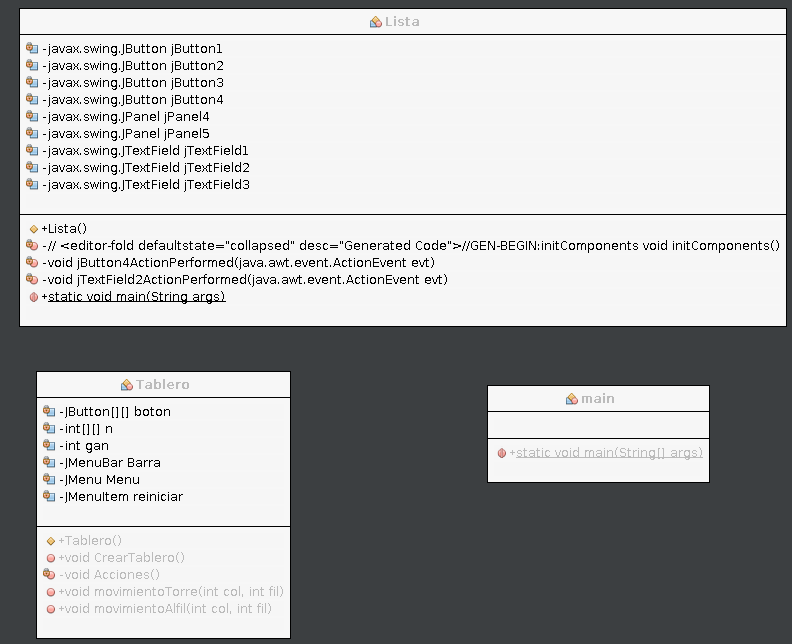 Lista
-javax.swing.JButton jButton1
-javax.swing.JButton jButton2
-javax.swing.JButton jButton3
-javax.swing.JButton jButton4
-javax.swing.JPanel jPanel4
-javax.swing.JPanel jPanel5
-javax.swing.JTextField jTextField1
-javax.swing.JTextField jTextField2
-javax.swing.JTextField jTextField3
+Lista()
-// <editor-fold defaultstate="collapsed" desc="Generated Code">//GEN-BEGIN:initComponents void initComponents()
-void jButton4ActionPerformed(java.awt.event.ActionEvent evt)
-void jTextField2ActionPerformed(java.awt.event.ActionEvent evt)
+static void main(String args)
Tablero
-JButton[][] boton
-int[][] n
-int gan
-JMenuBar Barra
-JMenu Menu
-JMenuItem reiniciar
+Tablero()
+void CrearTablero()
-void Acciones()
+void movimientoTorre(int col, int fil)
+void movimientoAlfil(int col, int fil)
main
+static void main(String[] args)